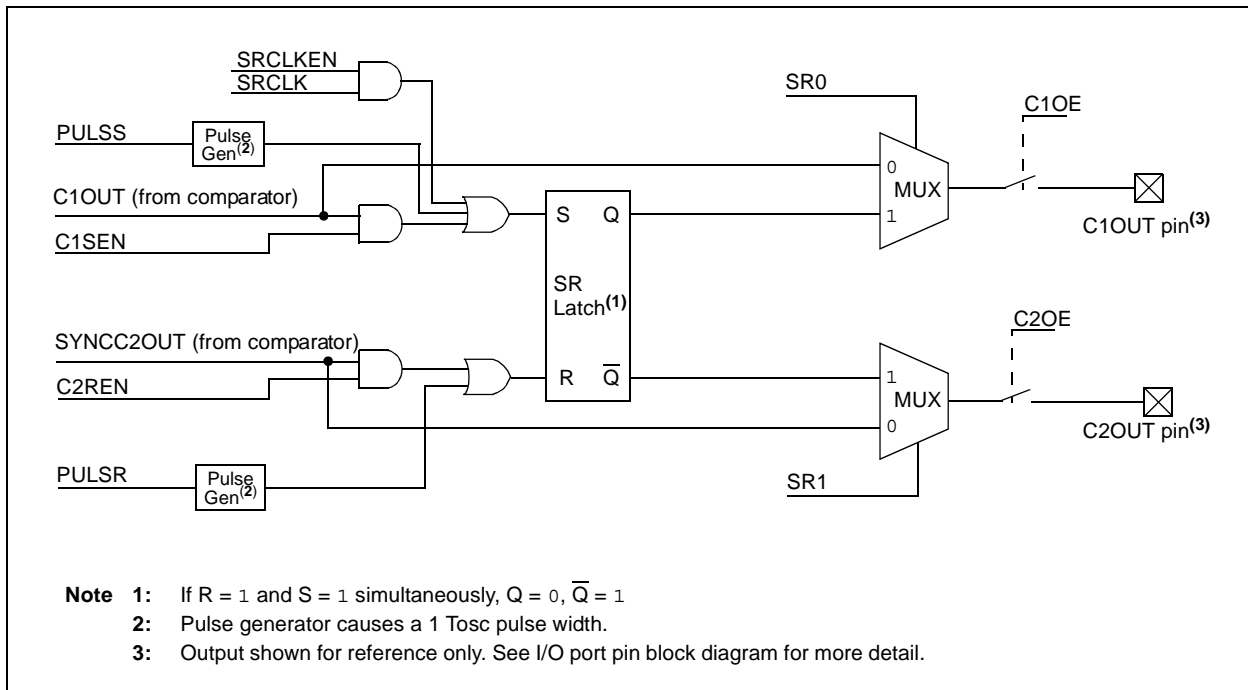 SRCLKEN
SRCLK
SR0
C1OE
PULSS
Pulse
Gen(2)
0
MUX
1
C1OUT (from comparator)
C1SEN
S Q
C1OUT pin(3)
SR
Latch(1)
C2OE
SYNCC2OUT (from comparator)
C2REN
R Q̅
1
MUX
0
C2OUT pin(3)
PULSR
Pulse
Gen(2)
SR1
Note 1: If R = 1 and S = 1 simultaneously, Q = 0, Q̅ = 1
2: Pulse generator causes a 1 Tosc pulse width.
3: Output shown for reference only. See I/O port pin block diagram for more detail.